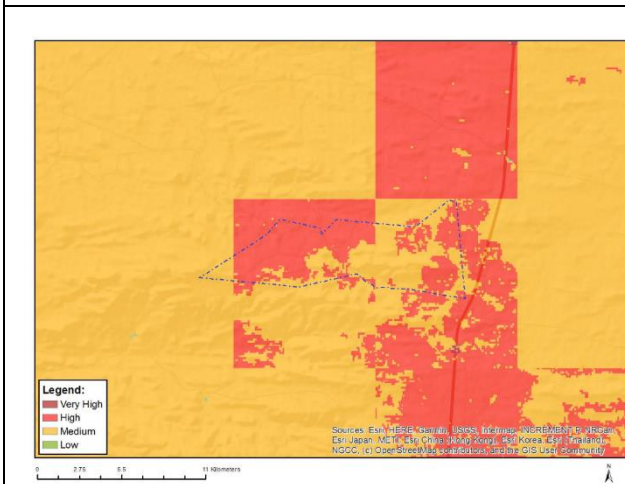 Legend:
Very High
High
Medium
Low
Sources: Esri, HERE, Garmin, USGS, Intermap, INCREMENT P, NRCan,
Esri Japan, METI, Esri China (Hong Kong), Esri Korea, Esri (Thailand),
NGCC, (c) OpenStreetMap contributors, and the GIS User Community
0 2.75 5.5 11 Kilometers
N